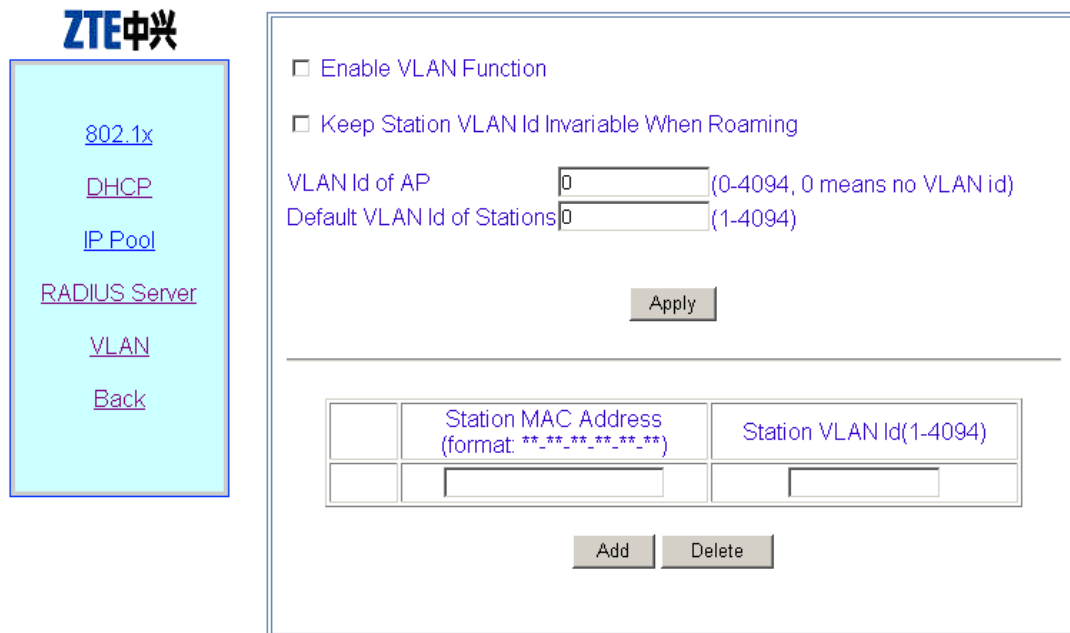 ZTE中兴
802.1x
DHCP
IP Pool
RADIUS Server
VLAN
Back
Enable VLAN Function
Keep Station VLAN Id Invariable When Roaming
VLAN Id of AP 0 (0-4094, 0 means no VLAN id)
Default VLAN Id of Stations 0 (1-4094)
Apply
Station MAC Address
(format: **-**-**-**-**-**)
Station VLAN Id(1-4094)
Add Delete